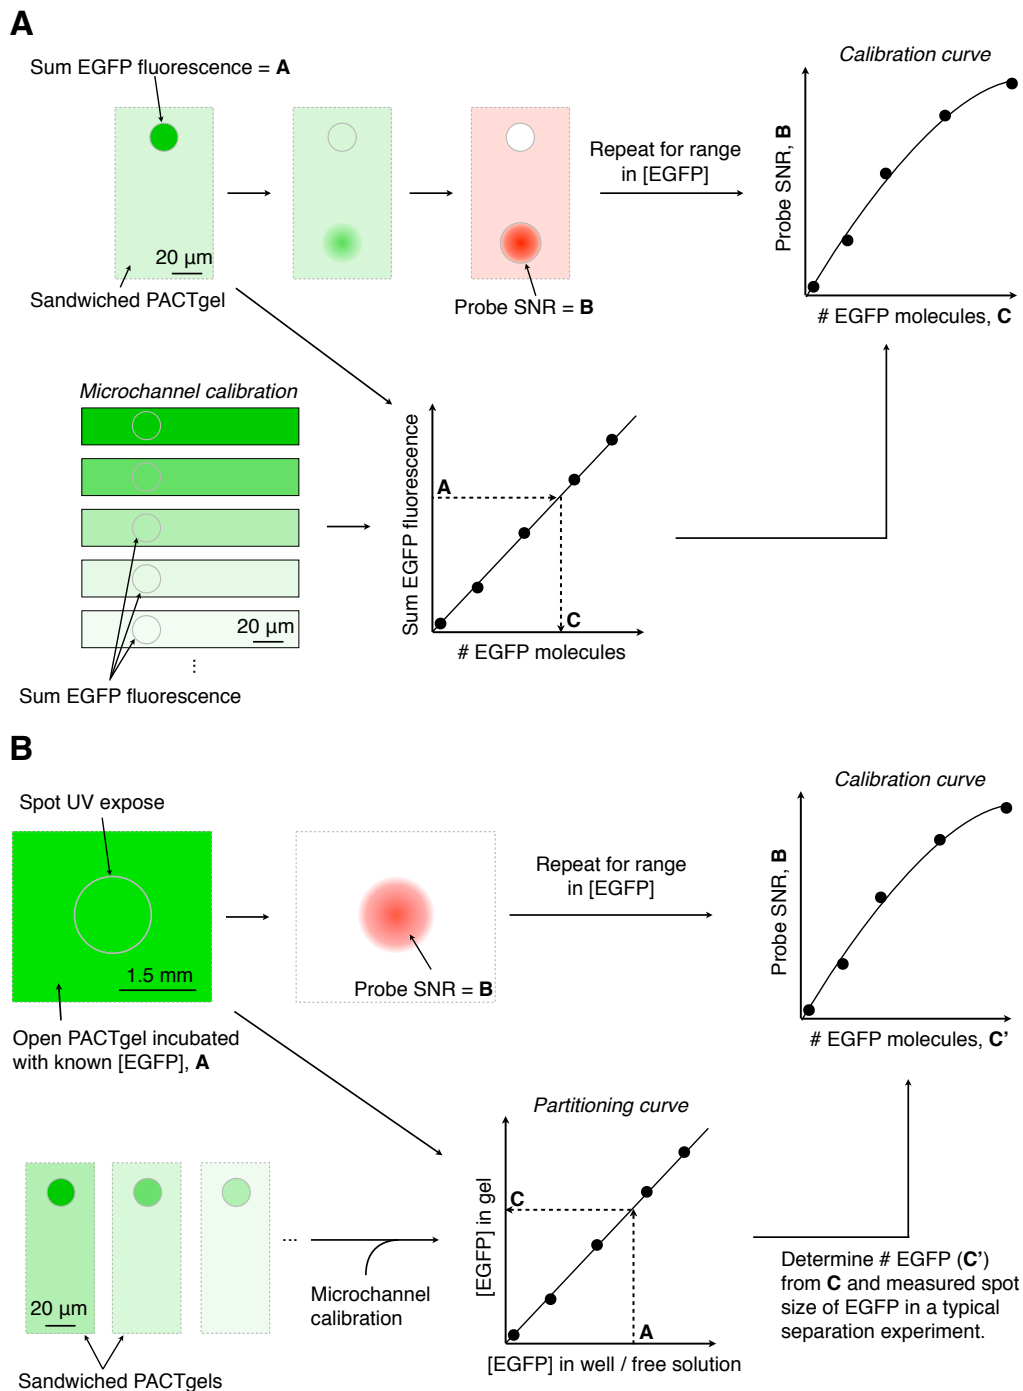 A
Sum EGFP fluorescence = A
20 µm
Sandwiched PACTgel
Probe SNR = B
Repeat for range
in [EGFP]
Calibration curve
Probe SNR, B
# EGFP molecules, C
Microchannel calibration
20 µm
⋮
Sum EGFP fluorescence
Sum EGFP fluorescence
A
C
# EGFP molecules
B
Spot UV expose
1.5 mm
Open PACTgel incubated
with known [EGFP], A
Probe SNR = B
Repeat for range
in [EGFP]
Calibration curve
Probe SNR, B
# EGFP molecules, C’
20 µm
Sandwiched PACTgels
...
Microchannel
calibration
Partitioning curve
[EGFP] in gel
C
A
[EGFP] in well / free solution
Determine # EGFP (C’)
from C and measured spot
size of EGFP in a typical
separation experiment.